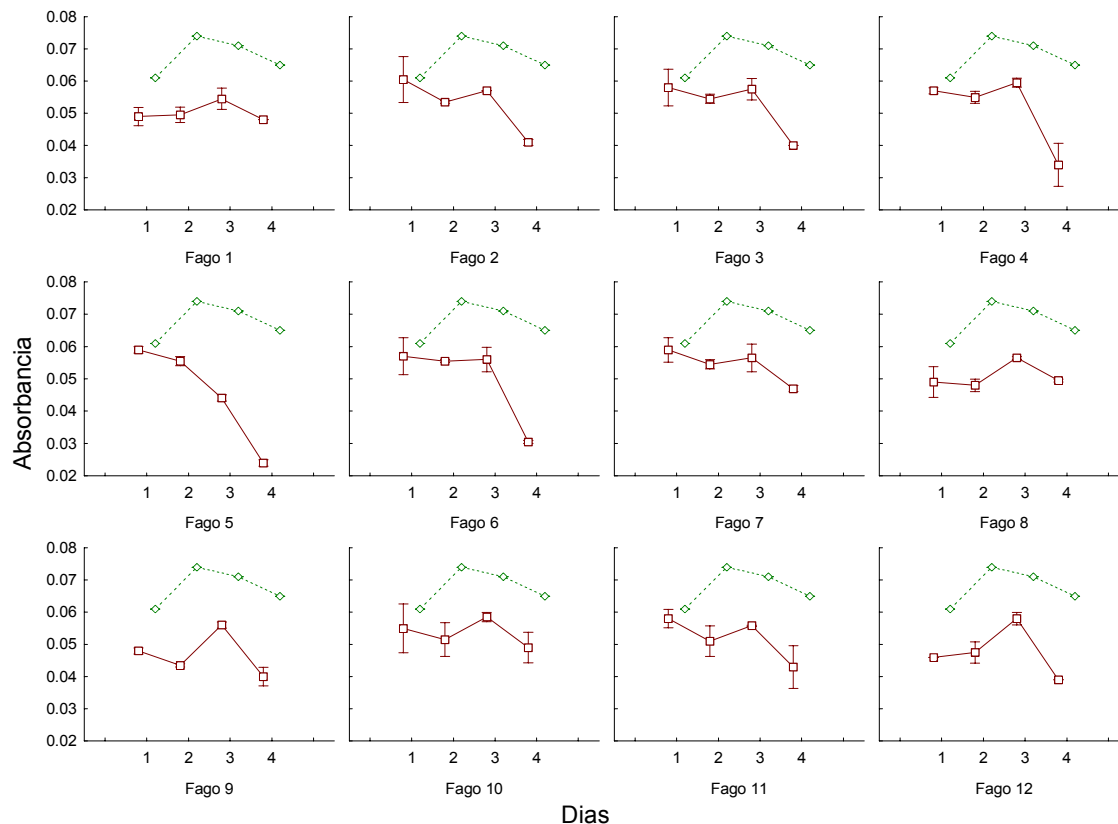 0.08
0.07
0.06
0.05
0.04
0.03
0.02
1 2 3 4
1 2 3 4
1 2 3 4
1 2 3 4
Fago 1
Fago 2
Fago 3
Fago 4
0.08
0.07
0.06
0.05
0.04
0.03
0.02
1 2 3 4
1 2 3 4
1 2 3 4
1 2 3 4
Fago 5
Fago 6
Fago 7
Fago 8
Absorbancia
0.08
0.07
0.06
0.05
0.04
0.03
0.02
1 2 3 4
1 2 3 4
1 2 3 4
1 2 3 4
Fago 9
Fago 10
Fago 11
Fago 12
Dias